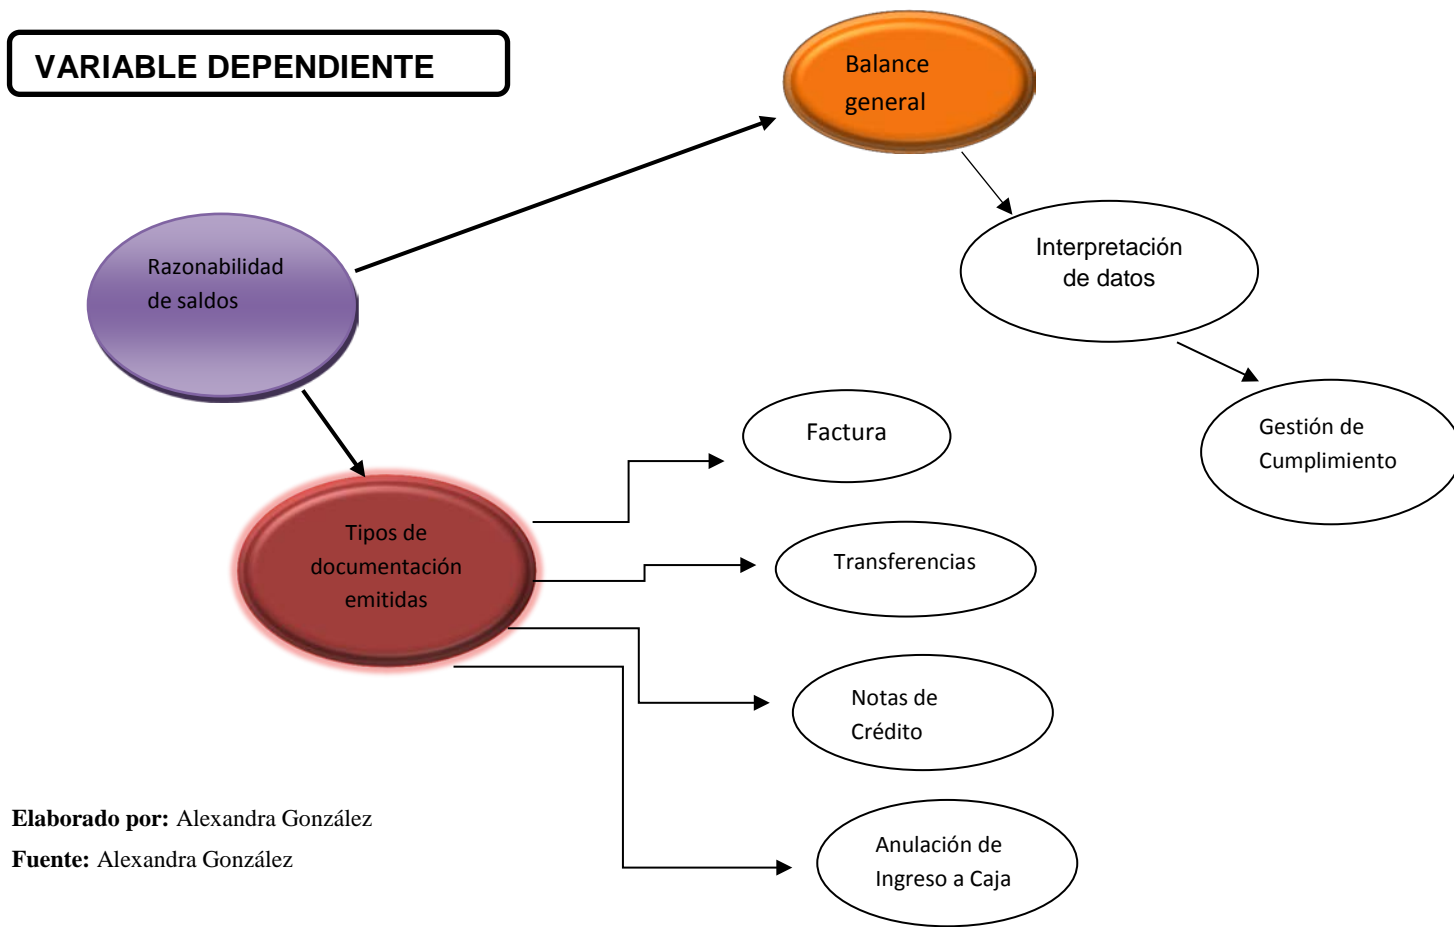 VARIABLE DEPENDIENTE
Balance
general
Razonabilidad
de saldos
Interpretación
de datos
Gestión de
Cumplimiento
Factura
Tipos de
documentación
emitidas
Transferencias
Notas de
Crédito
Anulación de
Ingreso a Caja
Elaborado por: Alexandra González
Fuente: Alexandra González